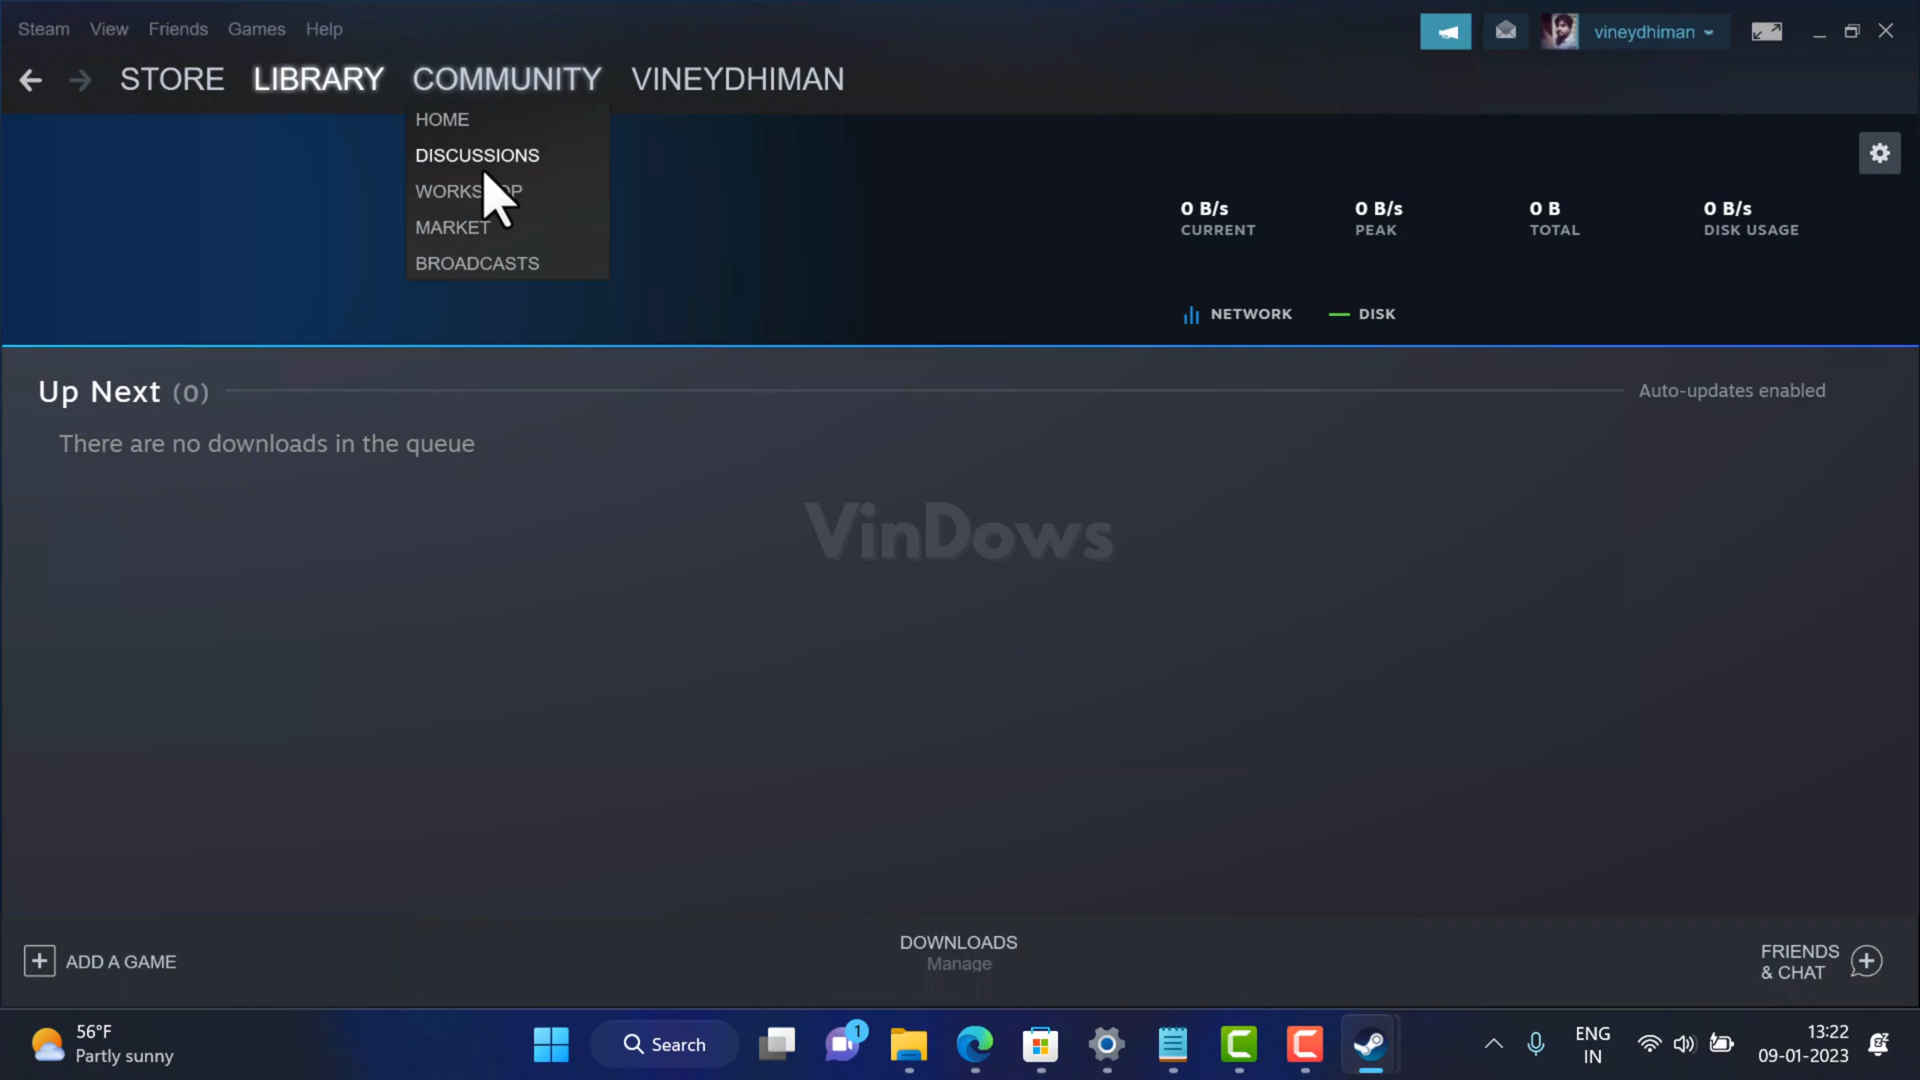 Steam View Friends Games Help
vineydhiman
STORE LIBRARY COMMUNITY VINEYDHIMAN
HOME
DISCUSSIONS
WORKSHOP
MARKET
BROADCASTS
0 B/s 0 B/s 0 B 0 B/s
CURRENT PEAK TOTAL DISK USAGE
NETWORK DISK
Up Next (0) Auto-updates enabled
There are no downloads in the queue
VinDows
ADD A GAME
DOWNLOADS
Manage
FRIENDS
& CHAT
56°F
Partly sunny
Search
1
ENG
IN
13:22
09-01-2023